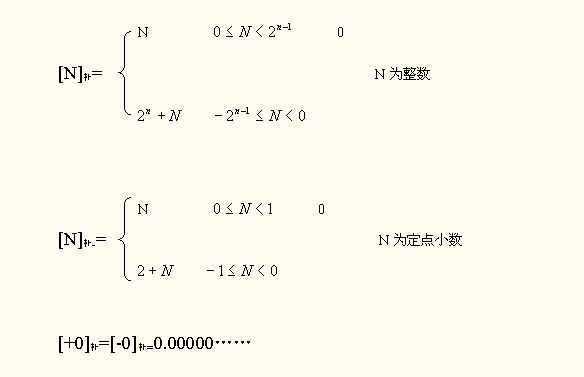 N 0 ≤ N < 2^{n-1} 0
[N]补= N 为整数
2^n + N -2^{n-1} ≤ N < 0
N 0 ≤ N < 1 0
[N]补= N 为定点小数
2 + N -1 ≤ N < 0
[+0]补=[-0]补=0.00000……